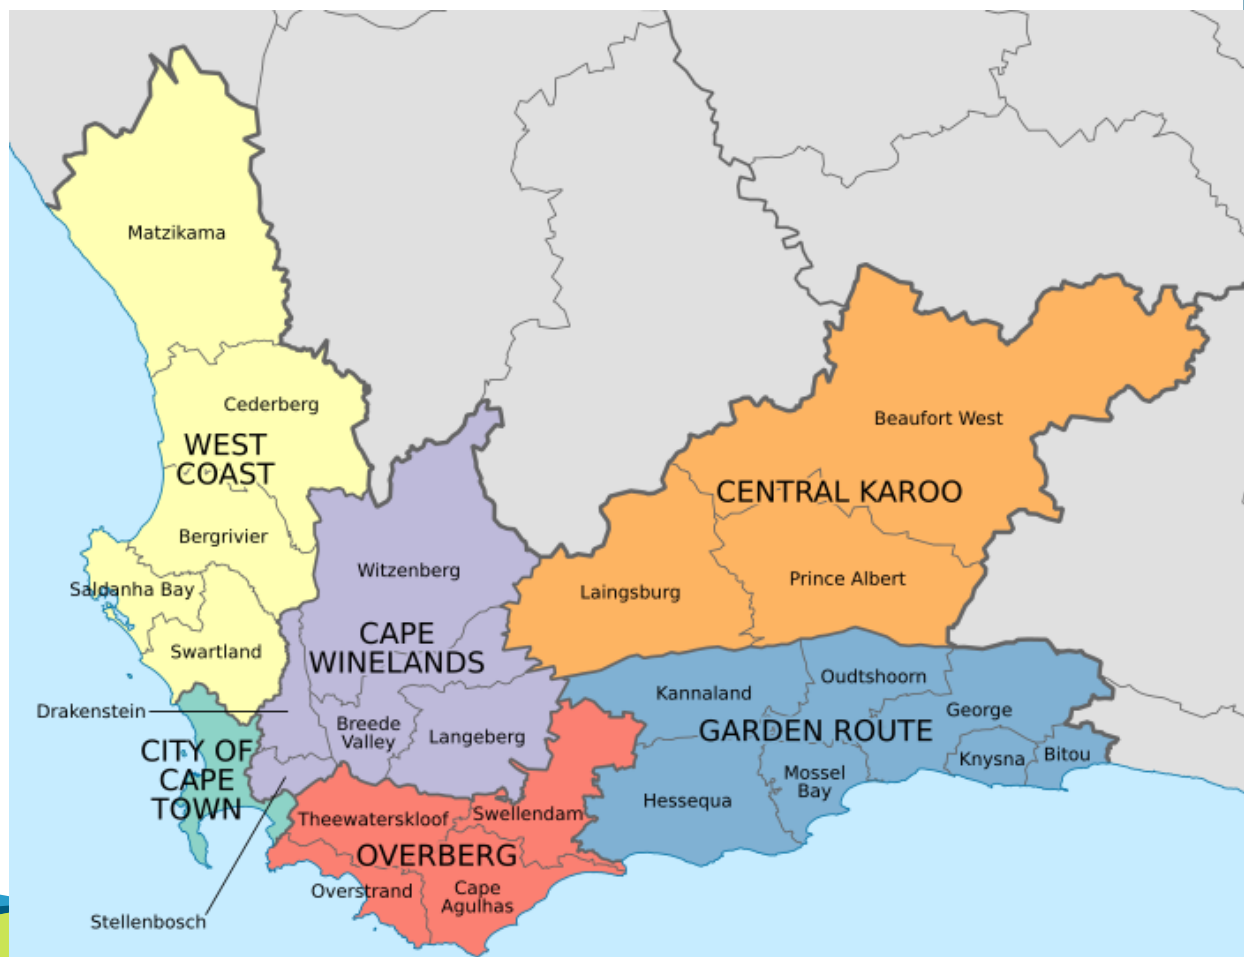 Matzikama
Cederberg
WEST
COAST
Bergrivier
Saldanha Bay
Swartland
Beaufort West
CENTRAL KAROO
Prince Albert
Laingsburg
Witzenberg
CAPE
WINELANDS
Drakenstein
Breede
Valley
Langeberg
Stellenbosch
CITY OF
CAPE
TOWN
Kannaland
Oudtshoorn
George
GARDEN ROUTE
Knysna
Bitou
Mossel
Bay
Hessequa
Theewaterskloof
Swellendam
OVERBERG
Overstrand
Cape
Agulhas